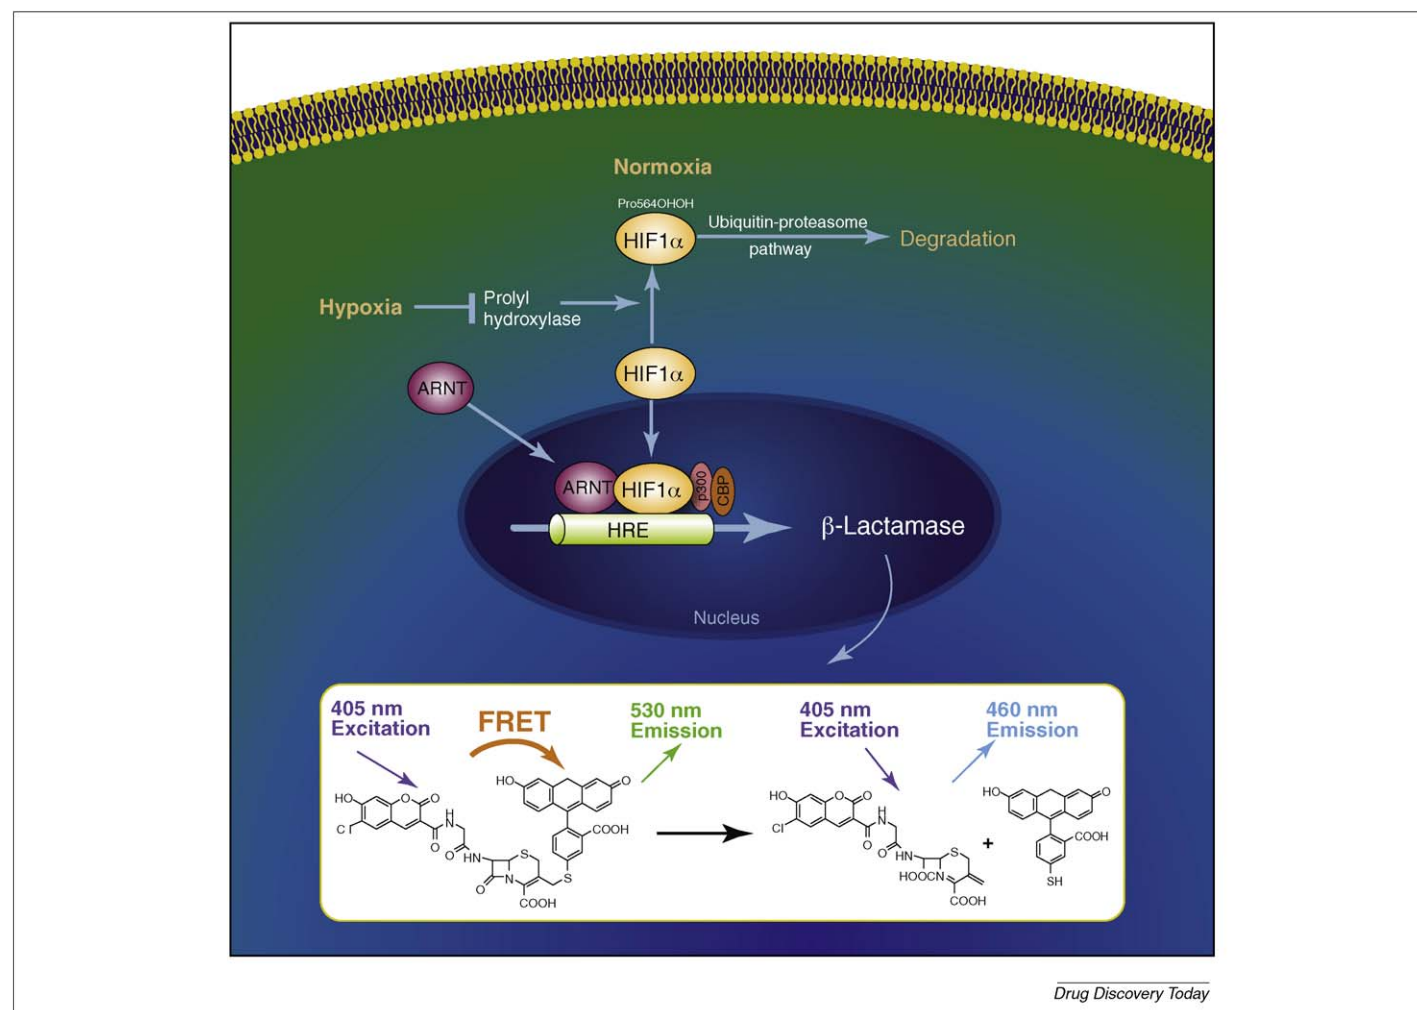 Normoxia
Pro564OHOH
HIF1α
Ubiquitin-proteasome
pathway
Degradation
Hypoxia
Prolyl
hydroxylase
HIF1α
ARNT
ARNT
HIF1α
p300
CBP
HRE
β-Lactamase
Nucleus
405 nm
Excitation
FRET
530 nm
Emission
405 nm
Excitation
460 nm
Emission
HO
O
O
Cl
O
H
N
O
HN
S
O
N
COOH
S
HO
O
COOH
HO
O
O
Cl
O
H
N
O
HN
S
HOOC
N
COOH
+
HO
O
COOH
SH
Drug Discovery Today